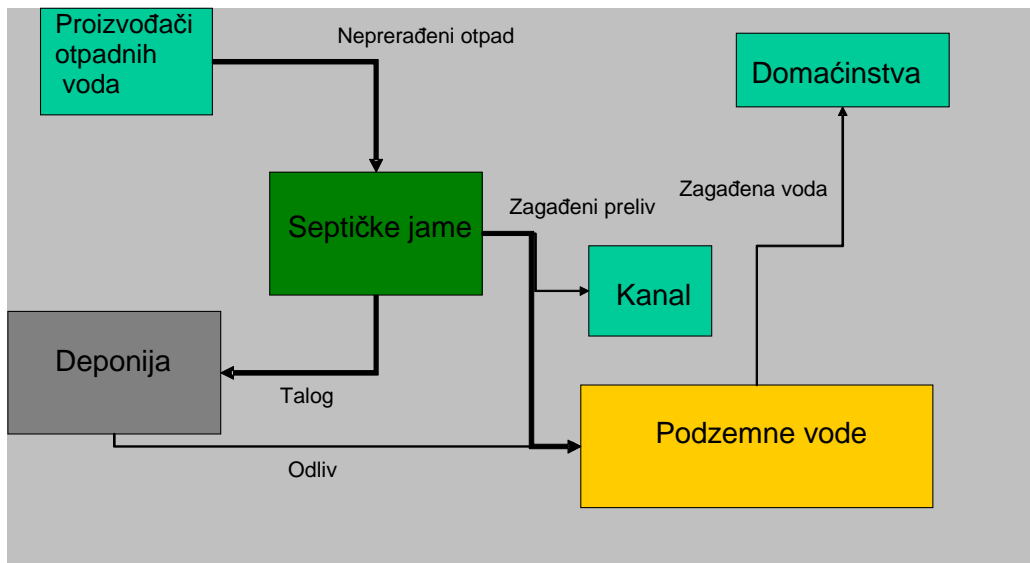 Proizvođači
otpadnih
voda
Neprerađeni otpad
Domaćinstva
Septičke jame
Zagađeni preliv
Zagađena voda
Kanal
Deponija
Talog
Podzemne vode
Odliv